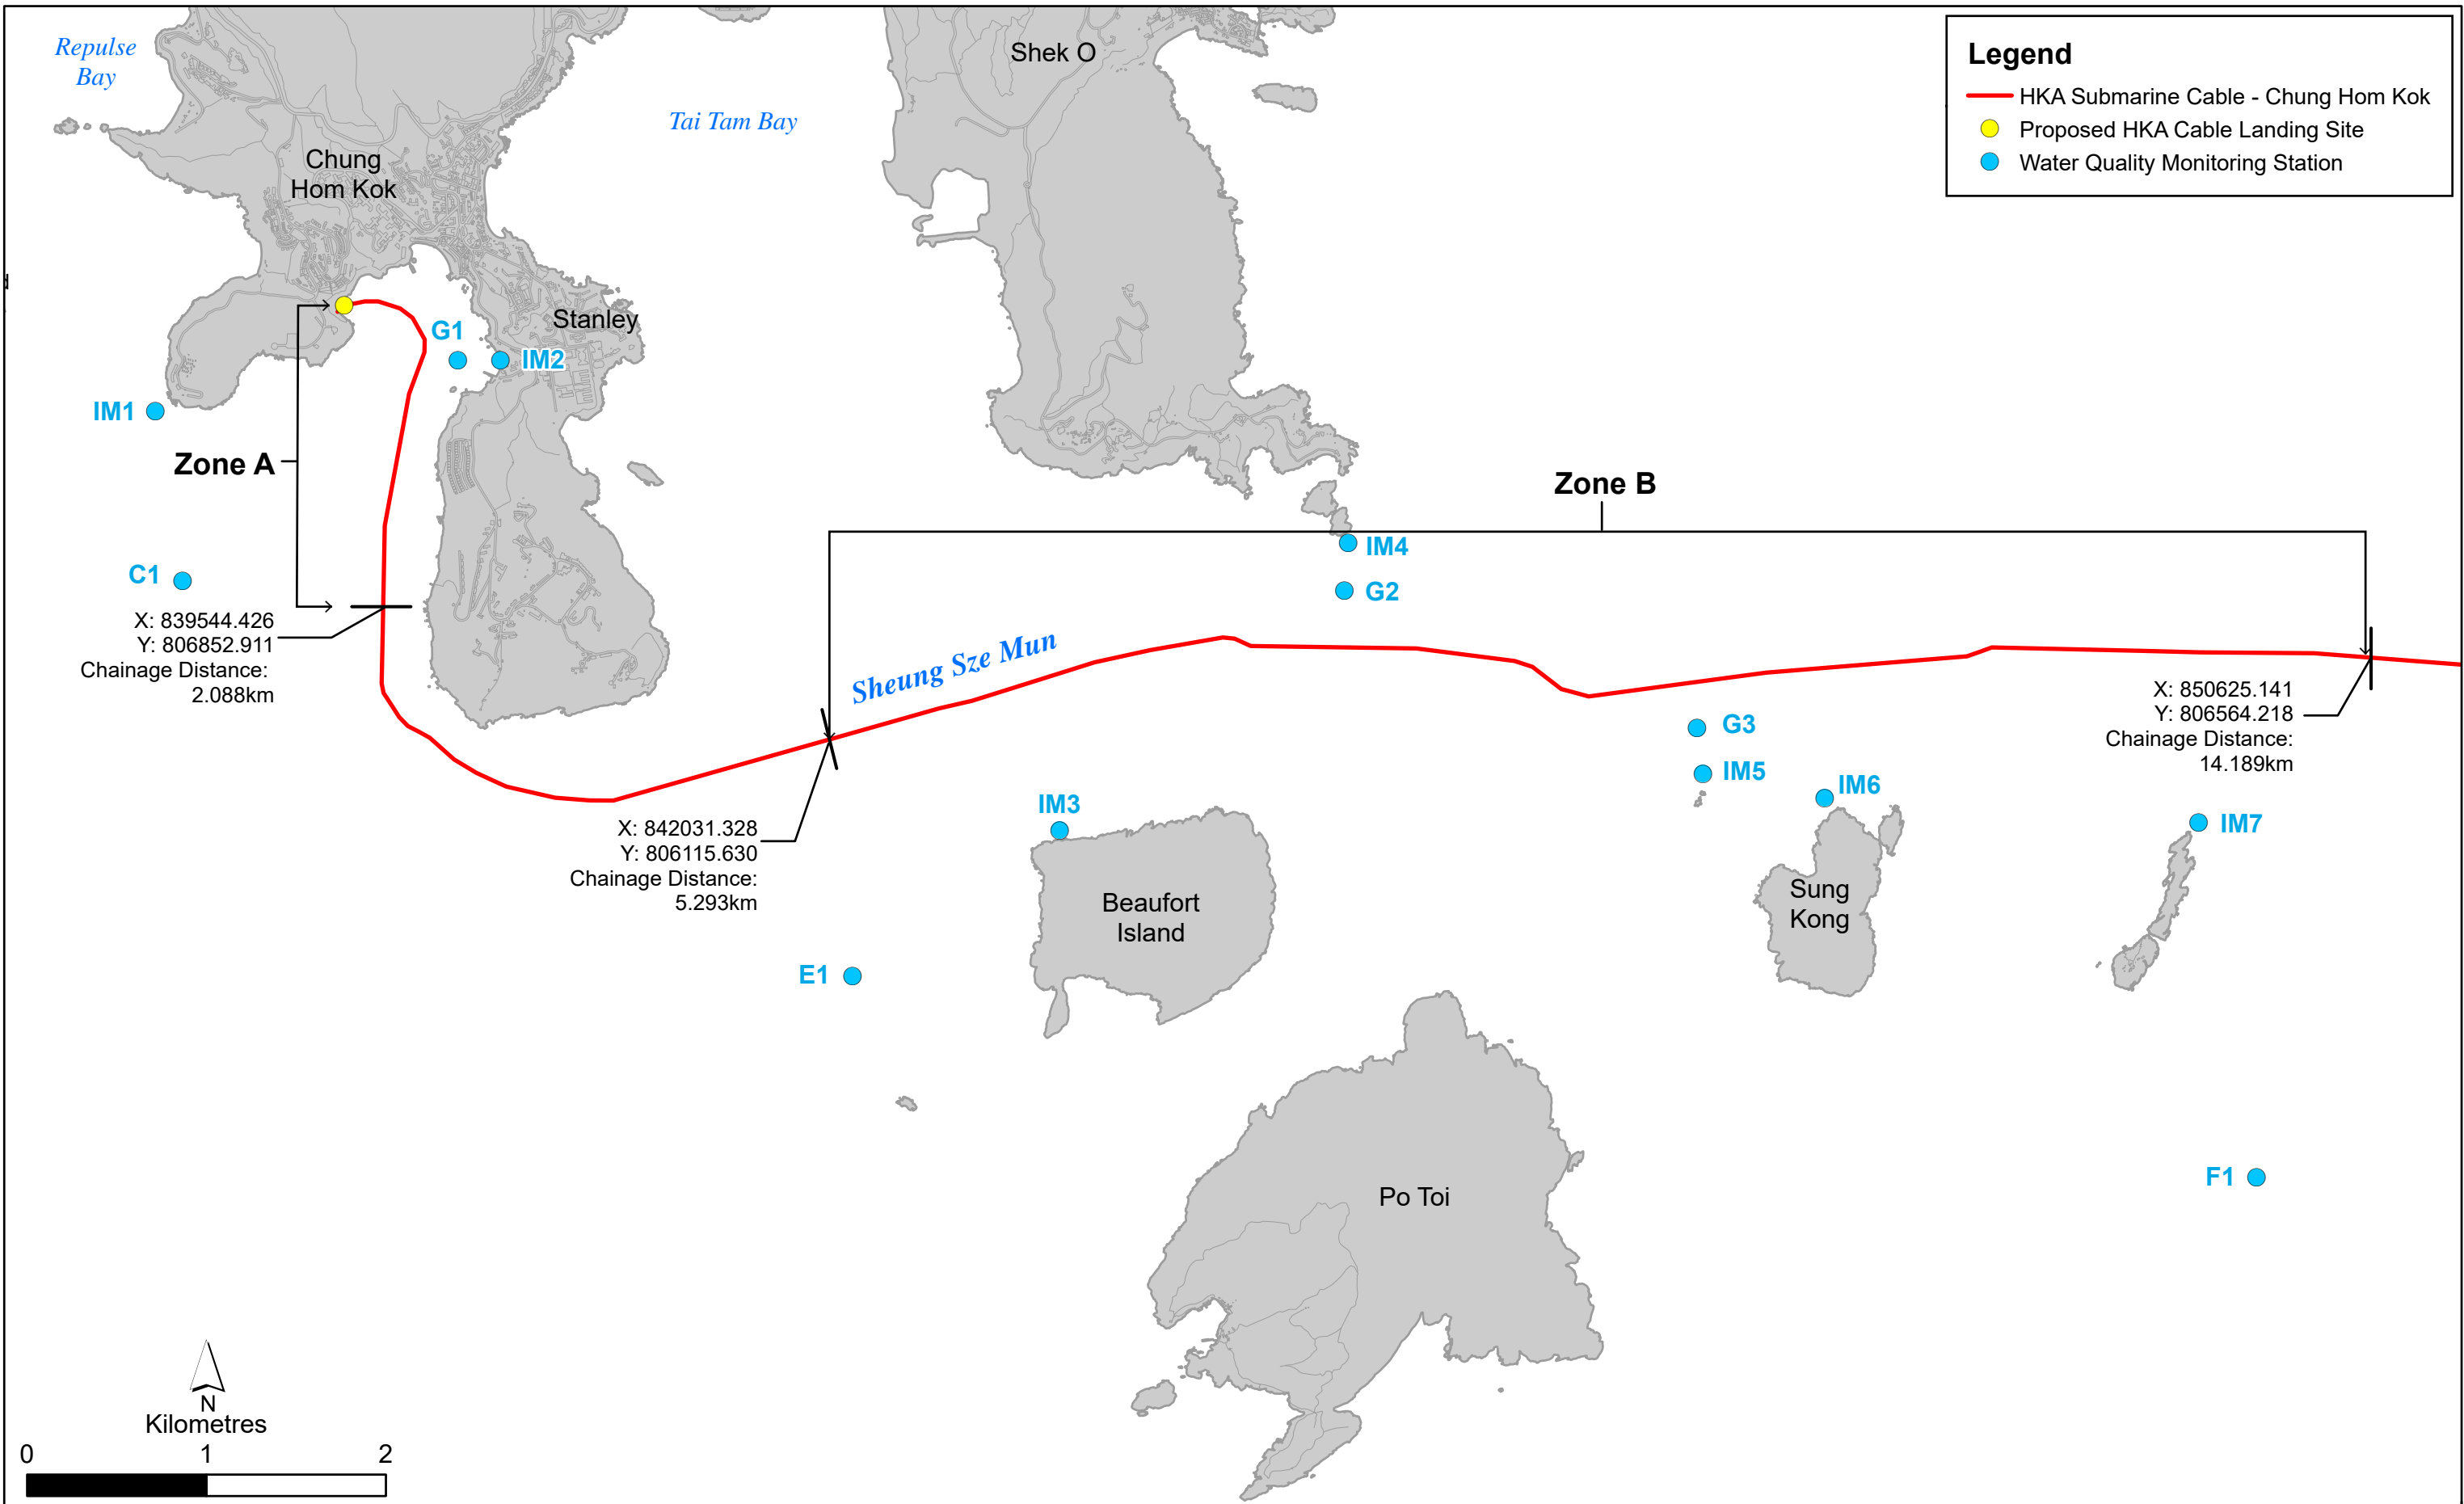 Repulse
Bay
Shek O
Tai Tam Bay
Chung
Hom Kok
Legend
HKA Submarine Cable - Chung Hom Kok
Proposed HKA Cable Landing Site
Water Quality Monitoring Station
Stanley
G1
IM2
IM1
Zone A
Zone B
IM4
C1
G2
X: 839544.426
Y: 806852.911
Chainage Distance:
2.088km
Sheung Sze Mun
X: 850625.141
Y: 806564.218
Chainage Distance:
14.189km
G3
IM5
IM6
IM3
IM7
X: 842031.328
Y: 806115.630
Chainage Distance:
5.293km
Beaufort
Island
Sung
Kong
E1
Po Toi
F1
N
Kilometres
0 1 2